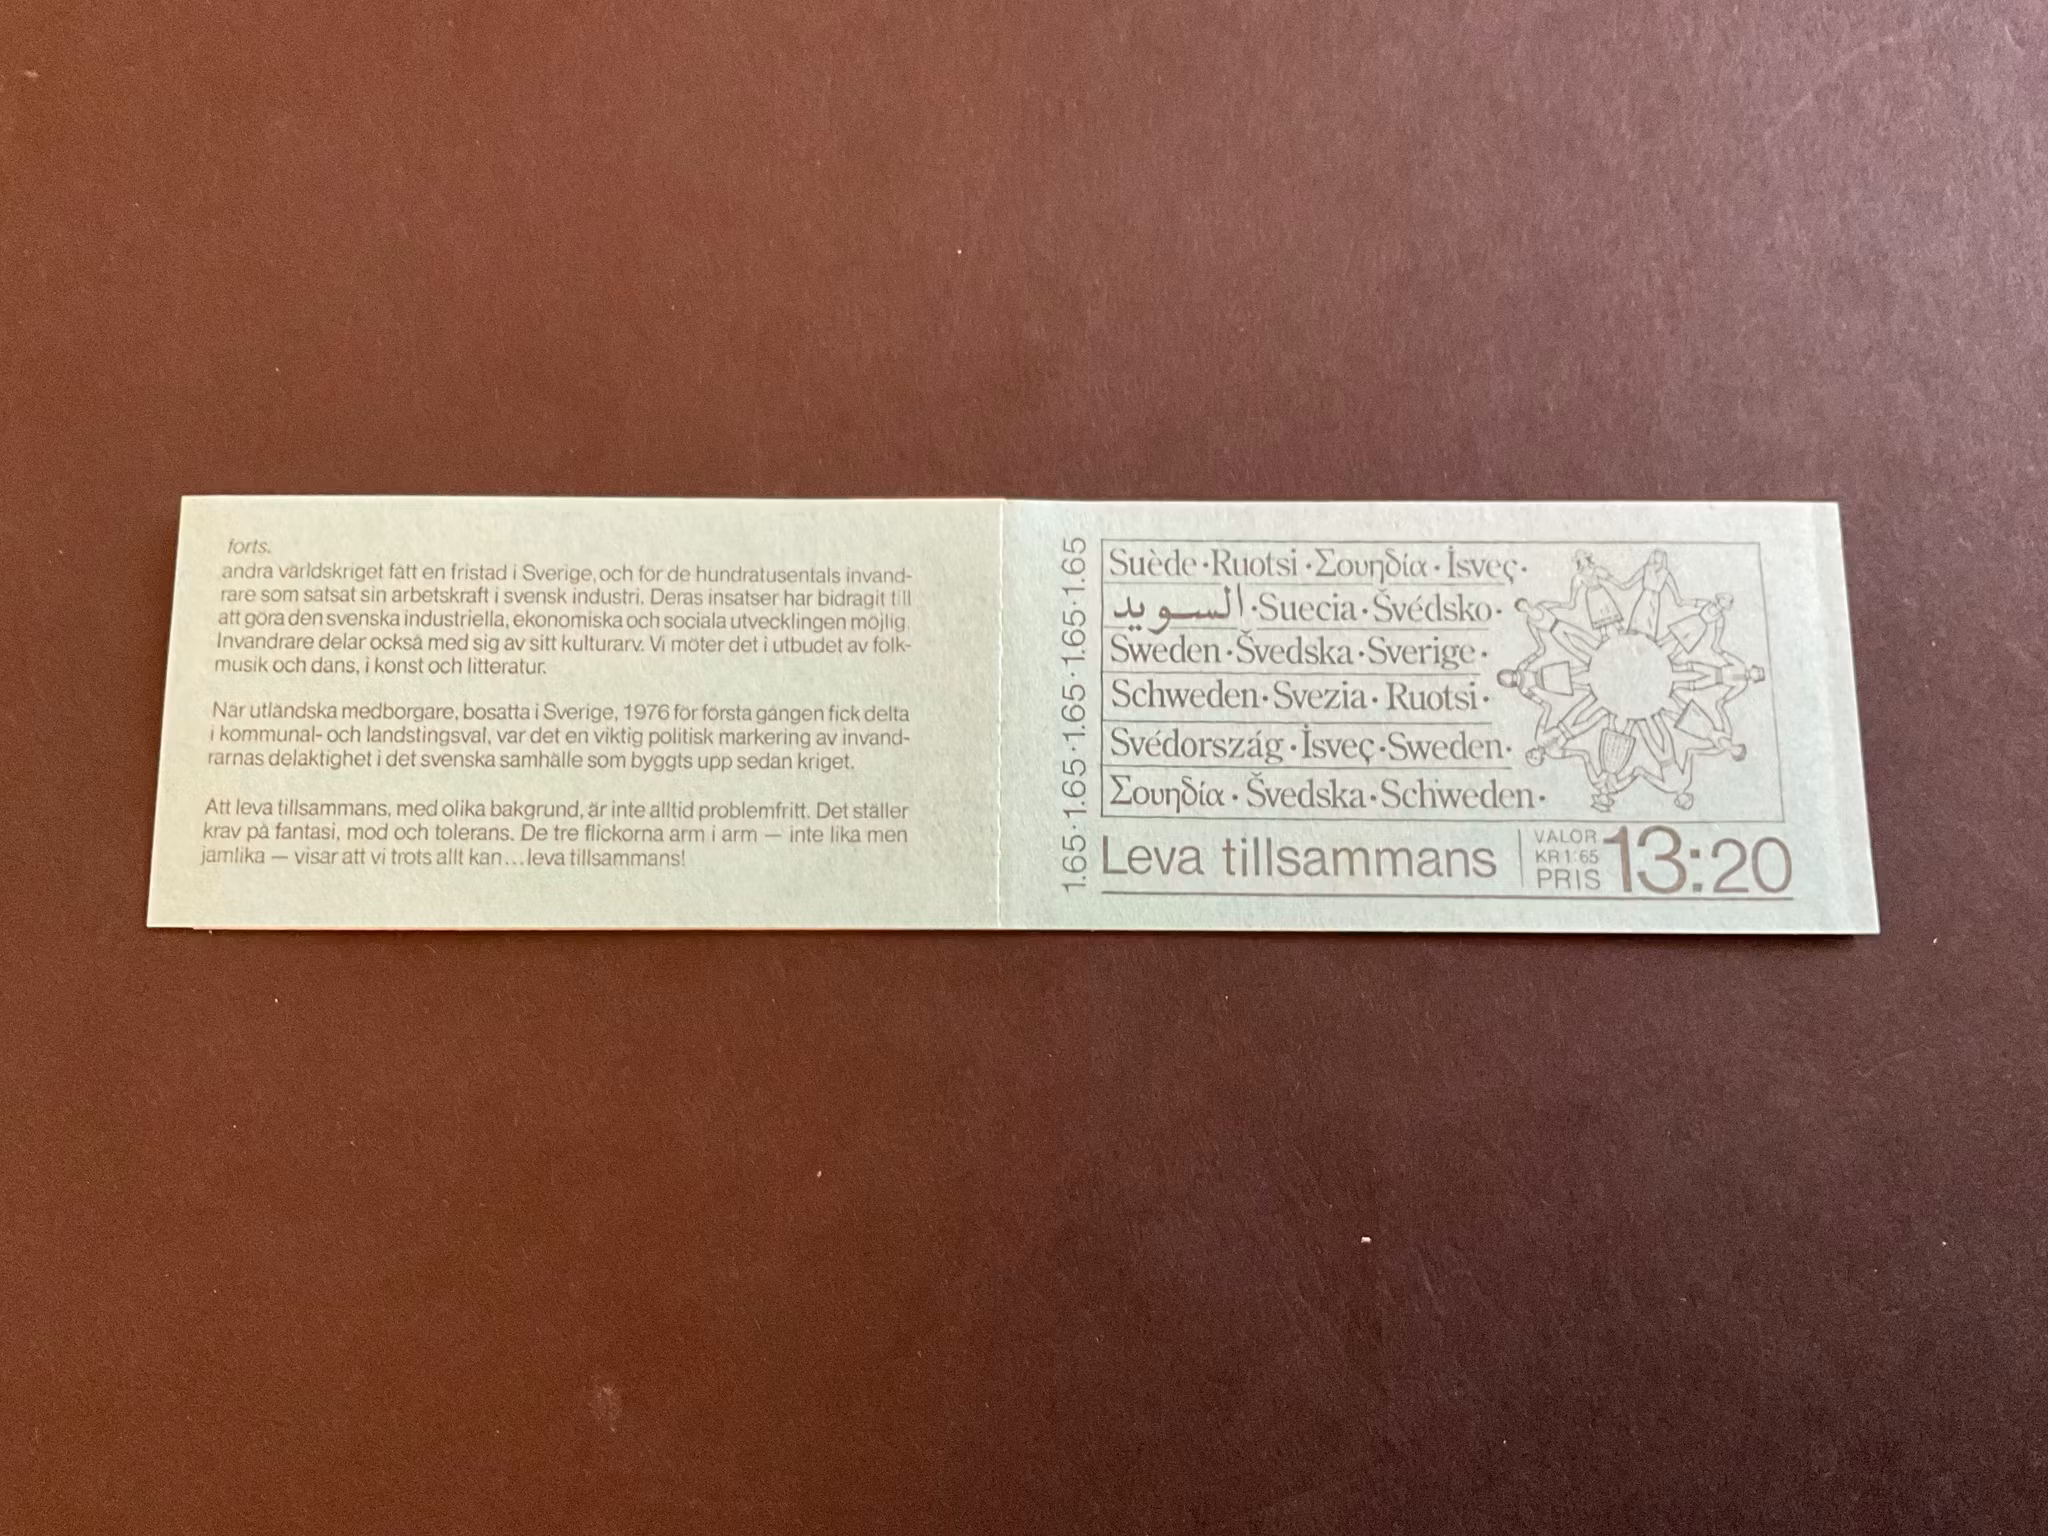 forts.
andra världskriget fått en fristad i Sverige, och för de hundratusentals invand-
rare som satsat sin arbetskraft i svensk industri. Deras insatser har bidragit till
att göra den svenska industriella, ekonomiska och sociala utvecklingen möjlig.
Invandrare delar också med sig av sitt kulturarv. Vi möter det i utbudet av folk-
musik och dans, i konst och litteratur.
När utländska medborgare, bosatta i Sverige, 1976 för första gången fick delta
i kommunal- och landstingsval, var det en viktig politisk markering av invand-
rarnas delaktighet i det svenska samhälle som byggts upp sedan kriget.
Att leva tillsammans, med olika bakgrund, är inte alltid problemfritt. Det ställer
krav på fantasi, mod och tolerans. De tre flickorna arm i arm — inte lika men
jämlika — visar att vi trots allt kan...leva tillsammans!
1.65·1.65·1.65·1.65·1.65
Suède·Ruotsi·Σουηδία·İsveç·
السويد·Suecia·Švédsko·
Sweden·Švedska·Sverige·
Schweden·Svezia·Ruotsi·
Svédország·İsveç·Sweden·
Σουηδία·Švedska·Schweden·
Leva tillsammans
VALÖR
KR 1:65
PRIS
13:20